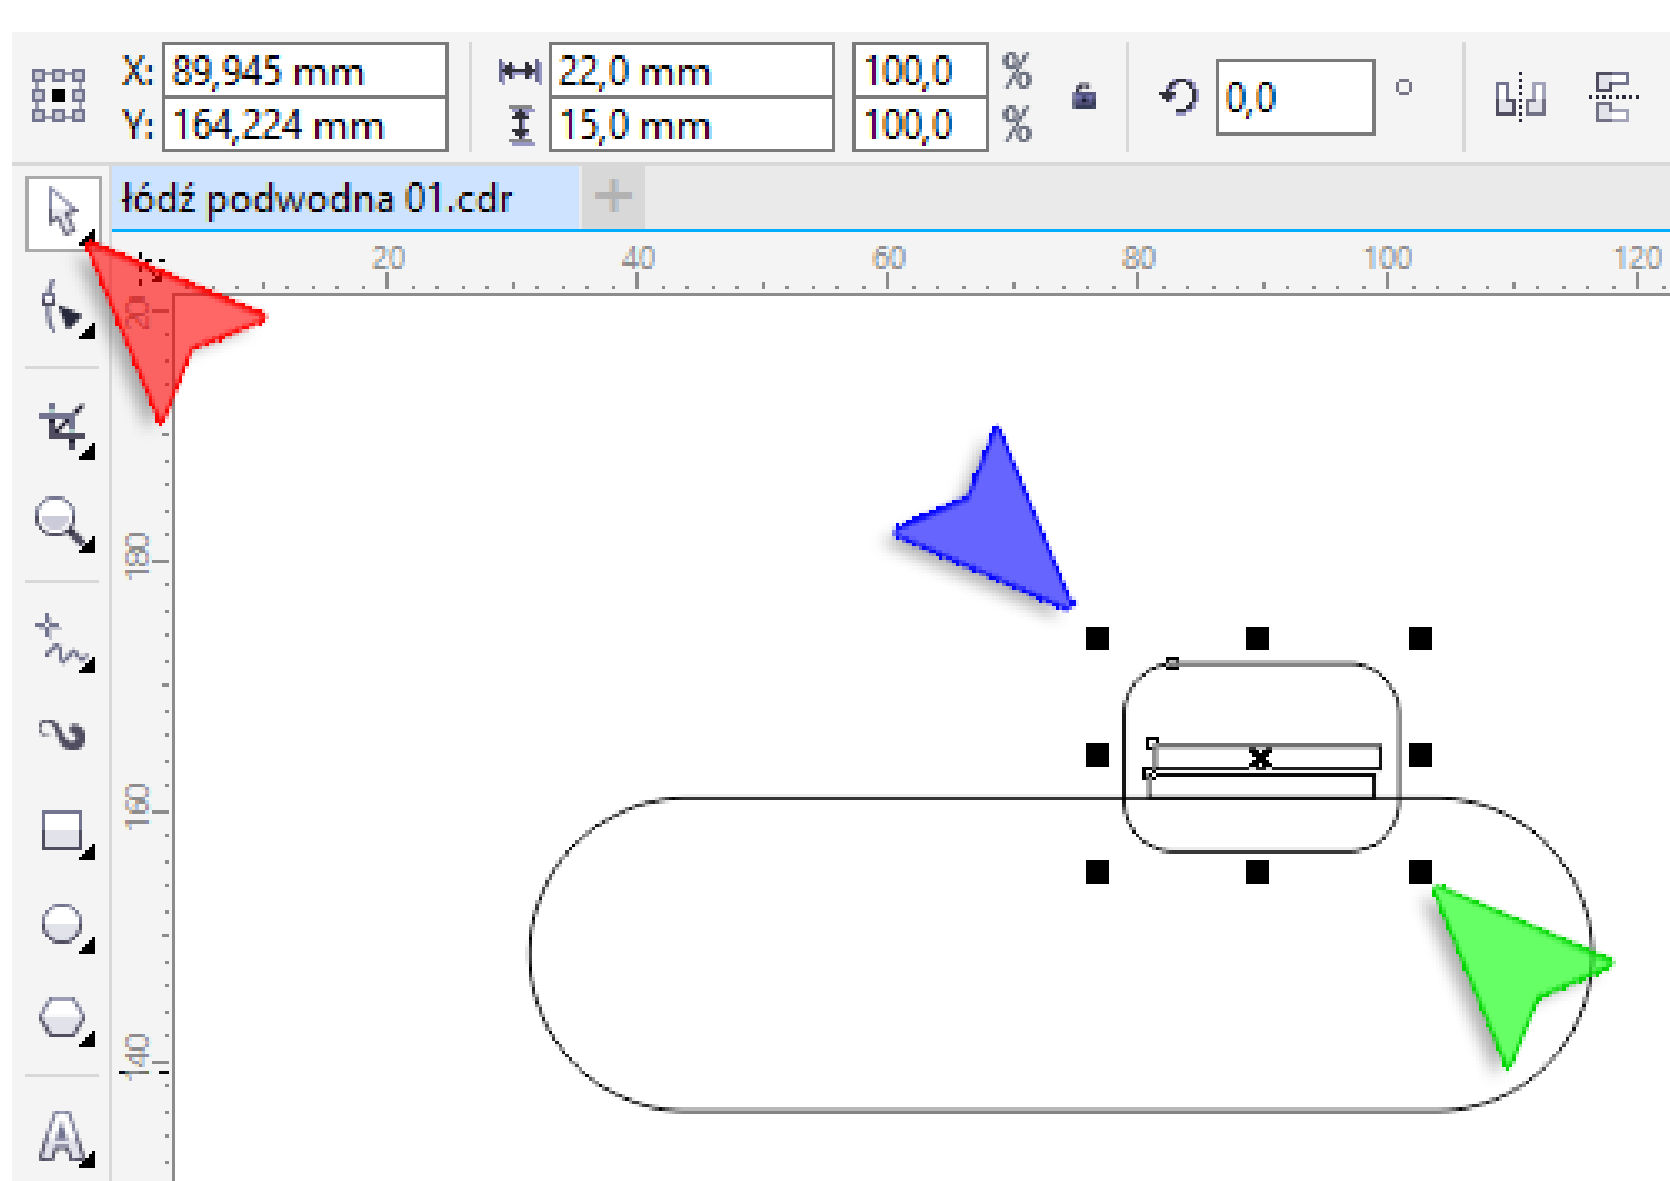 X: 89,945 mm 22,0 mm 100,0 %
Y: 164,224 mm 15,0 mm 100,0 % 0,0 °
łódź podwodna 01.cdr +
20 40 60 80 100 120
180
160
140
A